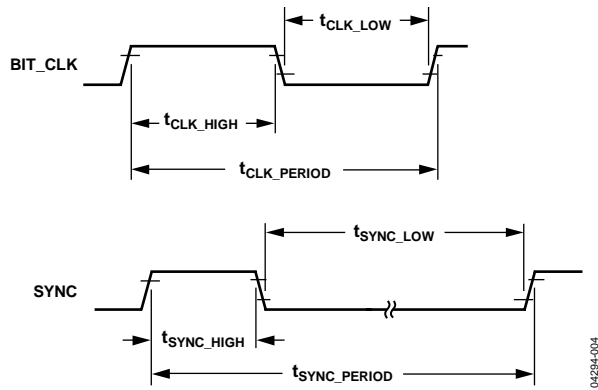 tCLK_LOW
BIT_CLK
tCLK_HIGH
tCLK_PERIOD
tSYNC_LOW
SYNC
tSYNC_HIGH
tSYNC_PERIOD
04294-004